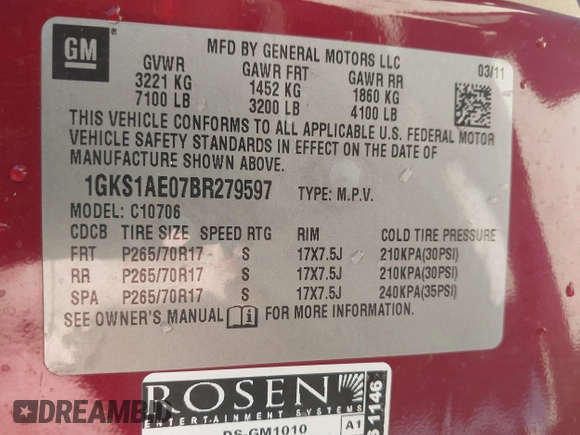 GM
®
MFD BY GENERAL MOTORS LLC
GVWR GAWR FRT GAWR RR 03/11
3221 KG 1452 KG 1860 KG
7100 LB 3200 LB 4100 LB
THIS VEHICLE CONFORMS TO ALL APPLICABLE U.S. FEDERAL MOTOR
VEHICLE SAFETY STANDARDS IN EFFECT ON THE DATE OF
MANUFACTURE SHOWN ABOVE.
1GKS1AE07BR279597 TYPE: M.P.V.
MODEL: C10706
CDCB TIRE SIZE SPEED RTG RIM COLD TIRE PRESSURE
FRT P265/70R17 S 17X7.5J 210KPA(30PSI)
RR P265/70R17 S 17X7.5J 210KPA(30PSI)
SPA P265/70R17 S 17X7.5J 240KPA(35PSI)
SEE OWNER'S MANUAL i FOR MORE INFORMATION.
ROSEN
ENTERTAINMENT SYSTEMS
DS-GM1010 A1
1146
DREAMBID